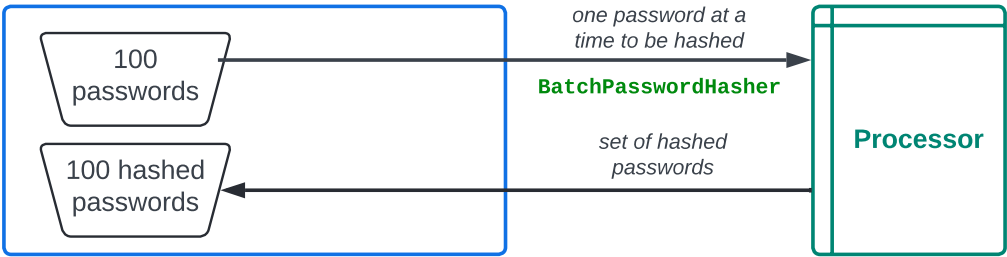 100
passwords
one password at a
time to be hashed
BatchPasswordHasher
Processor
100 hashed
passwords
set of hashed
passwords